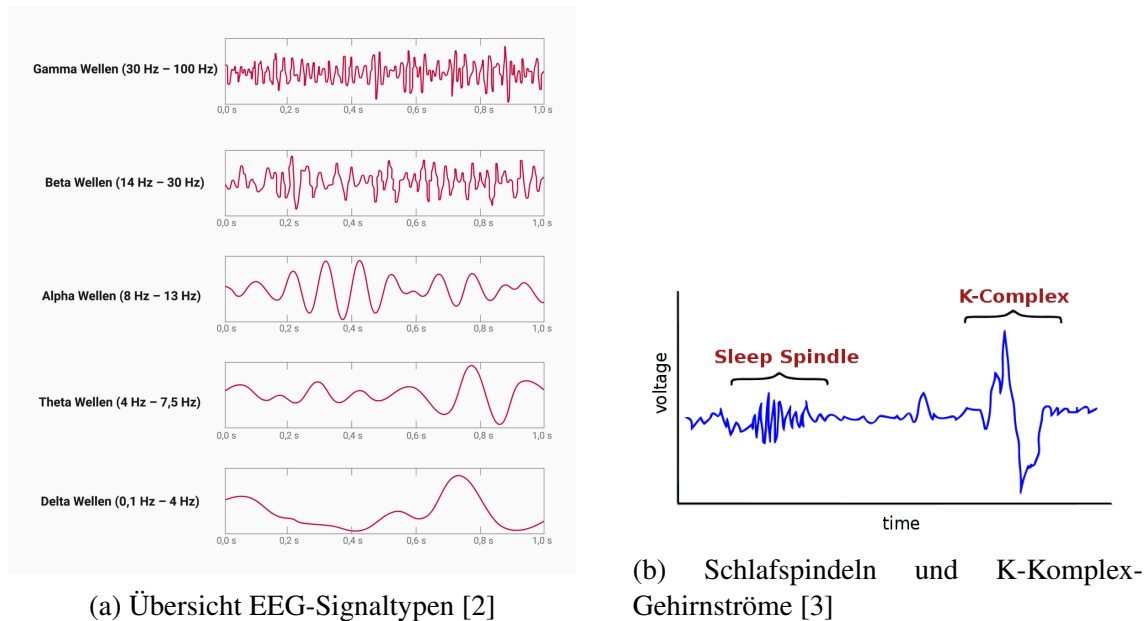 Gamma Wellen (30 Hz – 100 Hz)
0,0 s 0,2 s 0,4 s 0,6 s 0,8 s 1,0 s
Beta Wellen (14 Hz – 30 Hz)
0,0 s 0,2 s 0,4 s 0,6 s 0,8 s 1,0 s
Alpha Wellen (8 Hz – 13 Hz)
0,0 s 0,2 s 0,4 s 0,6 s 0,8 s 1,0 s
Theta Wellen (4 Hz – 7,5 Hz)
0,0 s 0,2 s 0,4 s 0,6 s 0,8 s 1,0 s
Delta Wellen (0,1 Hz – 4 Hz)
0,0 s 0,2 s 0,4 s 0,6 s 0,8 s 1,0 s
(a) Übersicht EEG-Signaltypen [2]
K-Complex
Sleep Spindle
voltage
time
(b) Schlafspindeln und K-Komplex-
Gehirnströme [3]